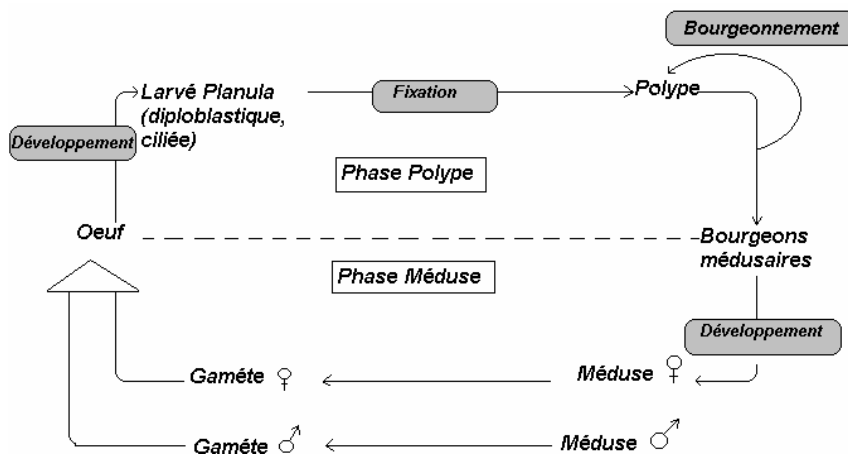 Bourgeonnement
Larvé Planula
(diploblastique,
ciliée)
Fixation
Polype
Développement
Phase Polype
Oeuf
Bourgeons
médusaires
Phase Méduse
Développement
Gaméte ♀
Méduse ♀
Gaméte ♂
Méduse ♂